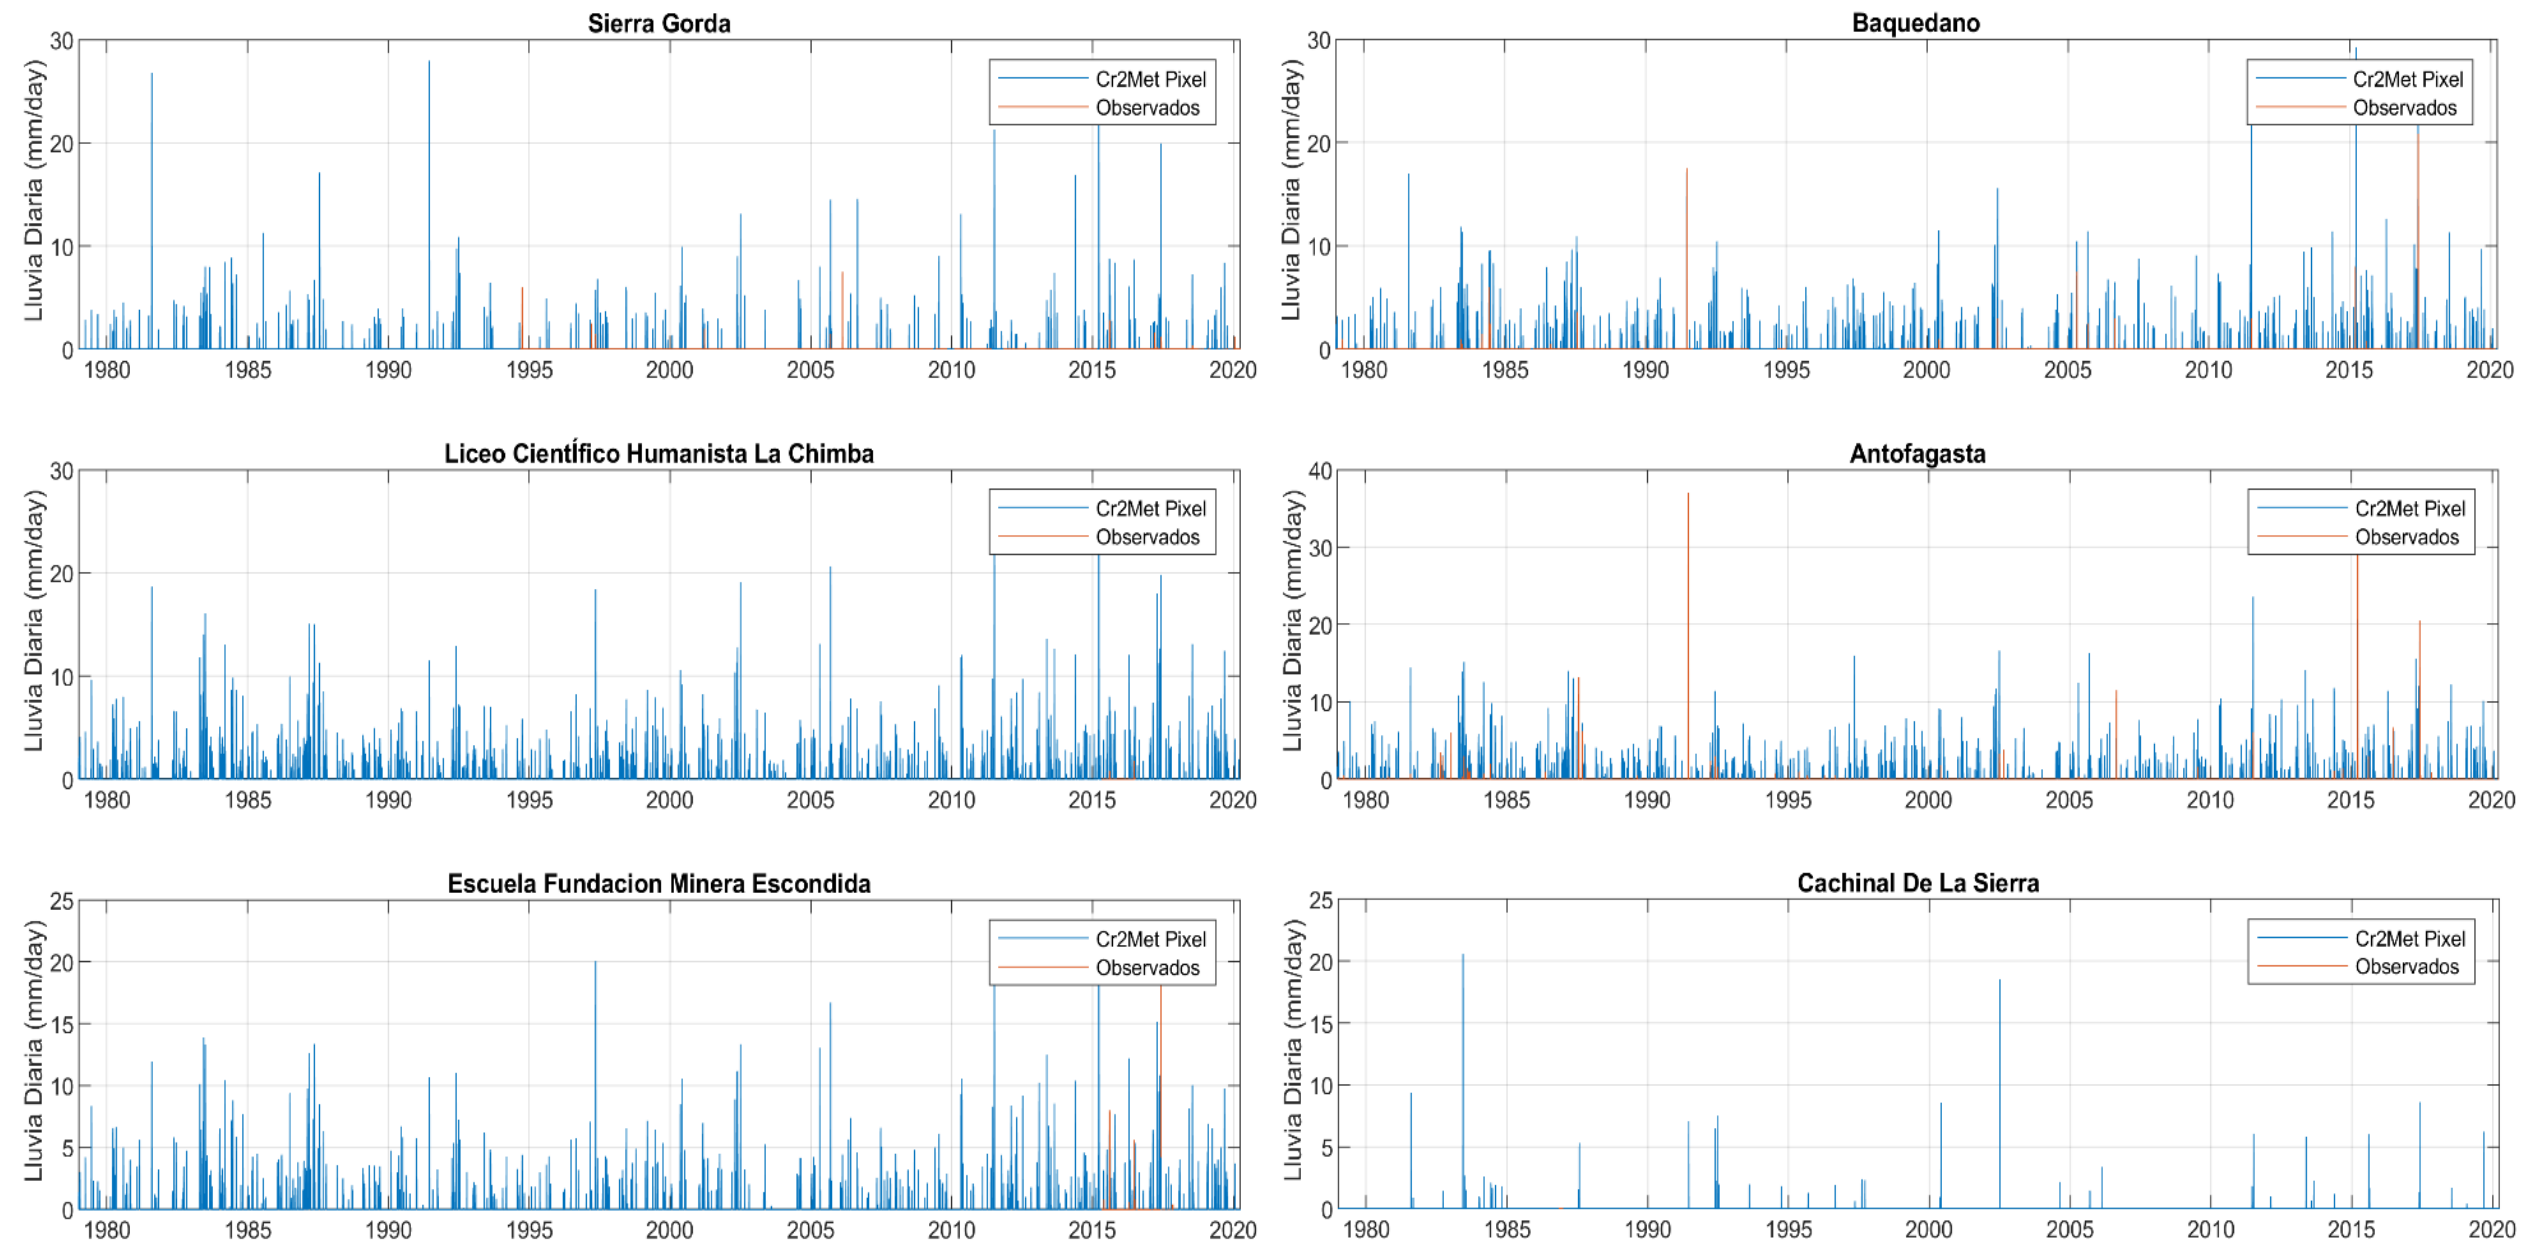 Sierra Gorda
Lluvia Diaria (mm/day)
30
20
10
0
1980 1985 1990 1995 2000 2005 2010 2015 2020
Cr2Met Pixel
Observados
Baquedano
Lluvia Diaria (mm/day)
30
20
10
0
1980 1985 1990 1995 2000 2005 2010 2015 2020
Cr2Met Pixel
Observados
Liceo CientÍfico Humanista La Chimba
Lluvia Diaria (mm/day)
30
20
10
0
1980 1985 1990 1995 2000 2005 2010 2015 2020
Cr2Met Pixel
Observados
Antofagasta
Lluvia Diaria (mm/day)
40
30
20
10
0
1980 1985 1990 1995 2000 2005 2010 2015 2020
Cr2Met Pixel
Observados
Escuela Fundacion Minera Escondida
Lluvia Diaria (mm/day)
25
20
15
10
5
0
1980 1985 1990 1995 2000 2005 2010 2015 2020
Cr2Met Pixel
Observados
Cachinal De La Sierra
Lluvia Diaria (mm/day)
25
20
15
10
5
0
1980 1985 1990 1995 2000 2005 2010 2015 2020
Cr2Met Pixel
Observados